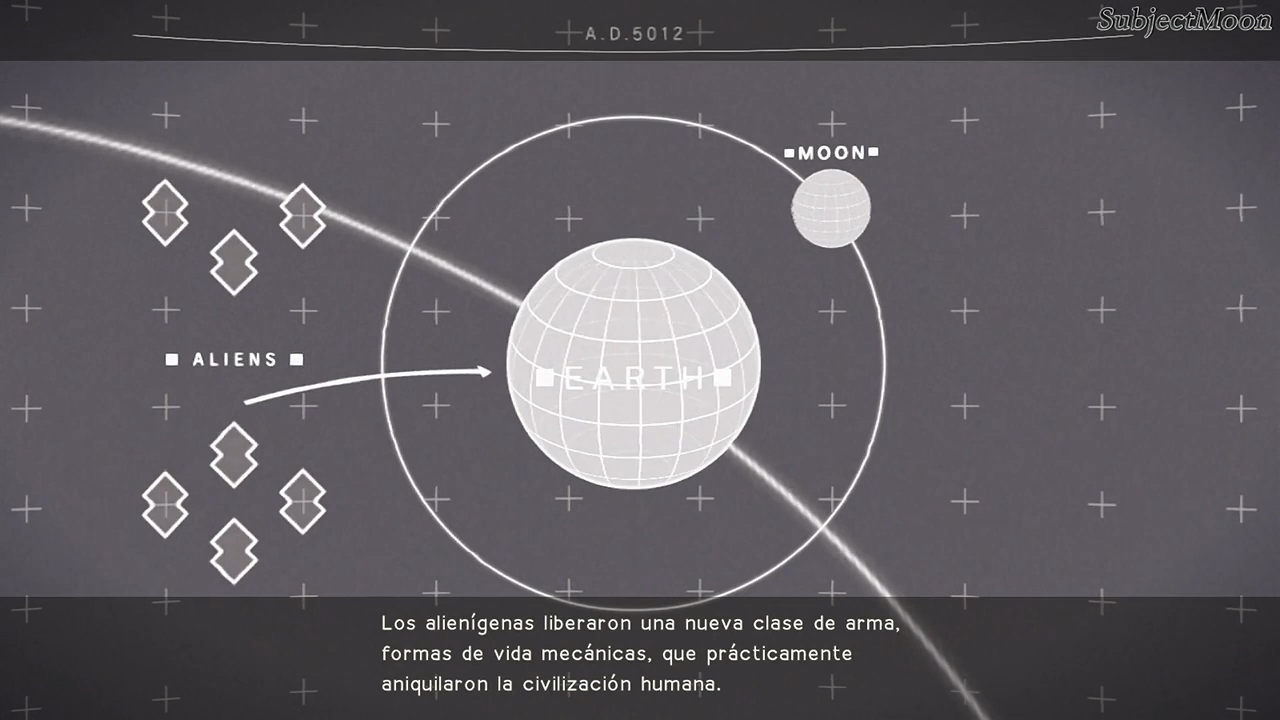 A.D.5012
SubjectMoon
MOON
ALIENS
EARTH
Los alienígenas liberaron una nueva clase de arma,
formas de vida mecánicas, que prácticamente
aniquilaron la civilización humana.